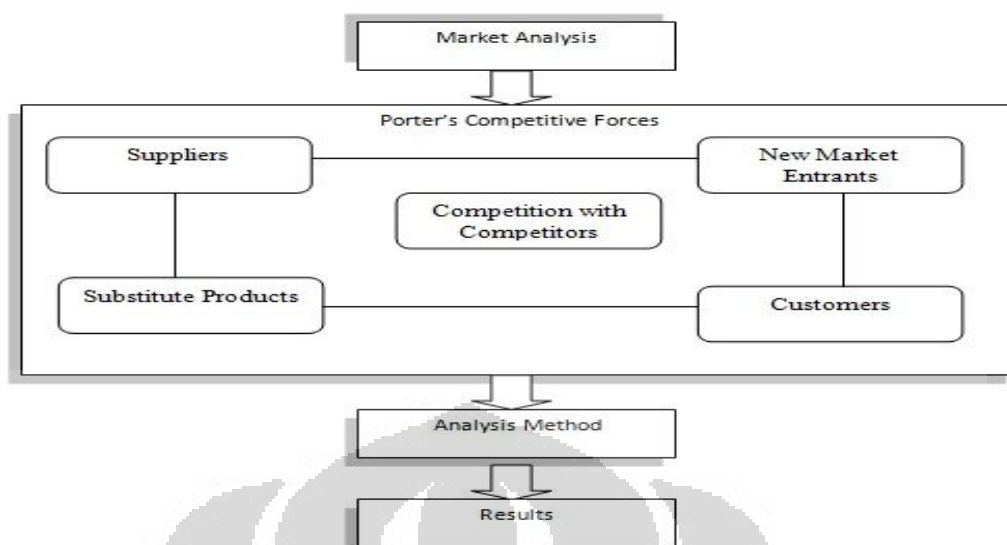 Market Analysis
Porter's Competitive Forces
Suppliers
New Market
Entrants
Competition with
Competitors
Substitute Products
Customers
Analysis Method
Results